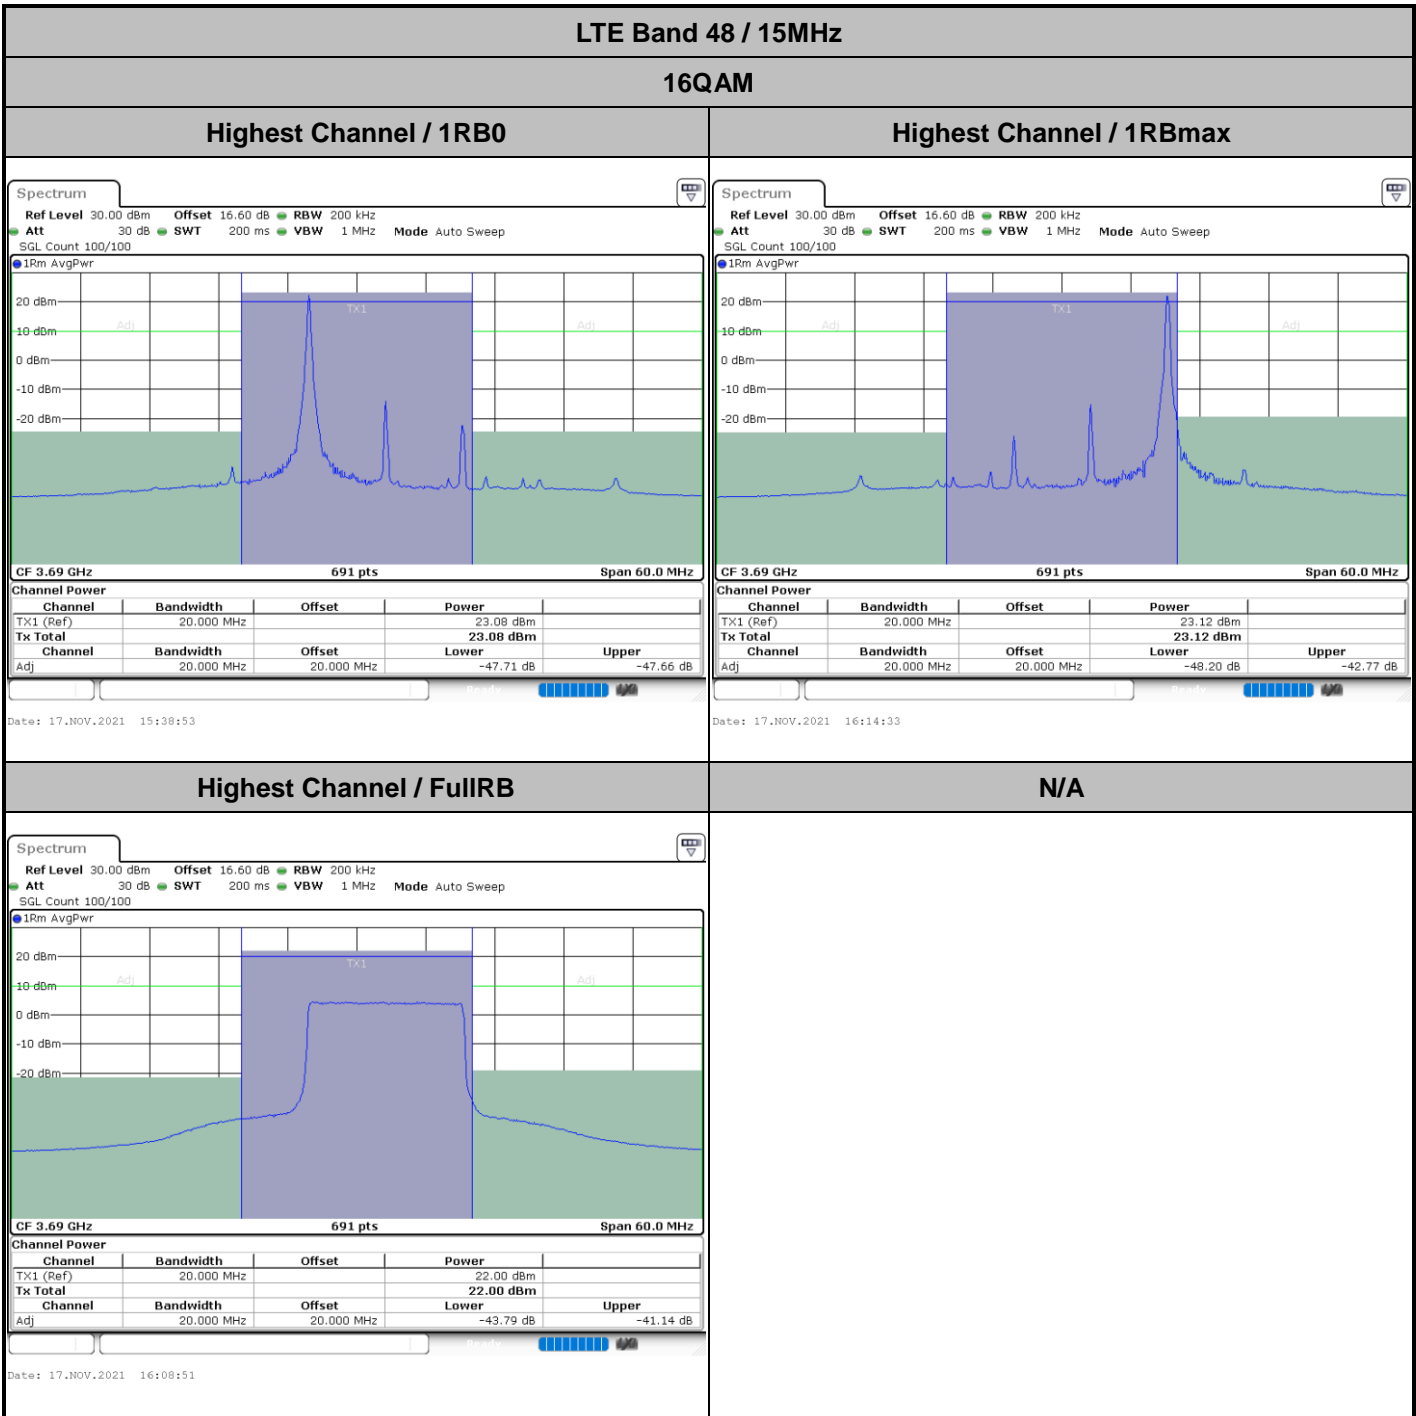 LTE Band 48 / 15MHz
16QAM
Highest Channel / 1RB0
Highest Channel / 1RBmax
Spectrum
Ref Level 30.00 dBm Offset 16.60 dB RBW 200 kHz
Att 30 dB SWT 200 ms VBW 1 MHz Mode Auto Sweep
SGL Count 100/100
1Rm AvgPwr
TX1
Adj
Adj
20 dBm
10 dBm
0 dBm
-10 dBm
-20 dBm
CF 3.69 GHz 691 pts Span 60.0 MHz
Channel Power
Channel Bandwidth Offset Power
TX1 (Ref) 20.000 MHz 23.08 dBm
Tx Total 23.08 dBm
Channel Bandwidth Offset Lower Upper
Adj 20.000 MHz 20.000 MHz -47.71 dB -47.66 dB
Ready
Date: 17.NOV.2021 15:38:53
Spectrum
Ref Level 30.00 dBm Offset 16.60 dB RBW 200 kHz
Att 30 dB SWT 200 ms VBW 1 MHz Mode Auto Sweep
SGL Count 100/100
1Rm AvgPwr
TX1
Adj
Adj
20 dBm
10 dBm
0 dBm
-10 dBm
-20 dBm
CF 3.69 GHz 691 pts Span 60.0 MHz
Channel Power
Channel Bandwidth Offset Power
TX1 (Ref) 20.000 MHz 23.12 dBm
Tx Total 23.12 dBm
Channel Bandwidth Offset Lower Upper
Adj 20.000 MHz 20.000 MHz -48.20 dB -42.77 dB
Ready
Date: 17.NOV.2021 16:14:33
Highest Channel / FullRB
N/A
Spectrum
Ref Level 30.00 dBm Offset 16.60 dB RBW 200 kHz
Att 30 dB SWT 200 ms VBW 1 MHz Mode Auto Sweep
SGL Count 100/100
1Rm AvgPwr
TX1
Adj
Adj
20 dBm
10 dBm
0 dBm
-10 dBm
-20 dBm
CF 3.69 GHz 691 pts Span 60.0 MHz
Channel Power
Channel Bandwidth Offset Power
TX1 (Ref) 20.000 MHz 22.00 dBm
Tx Total 22.00 dBm
Channel Bandwidth Offset Lower Upper
Adj 20.000 MHz 20.000 MHz -43.79 dB -41.14 dB
Ready
Date: 17.NOV.2021 16:08:51